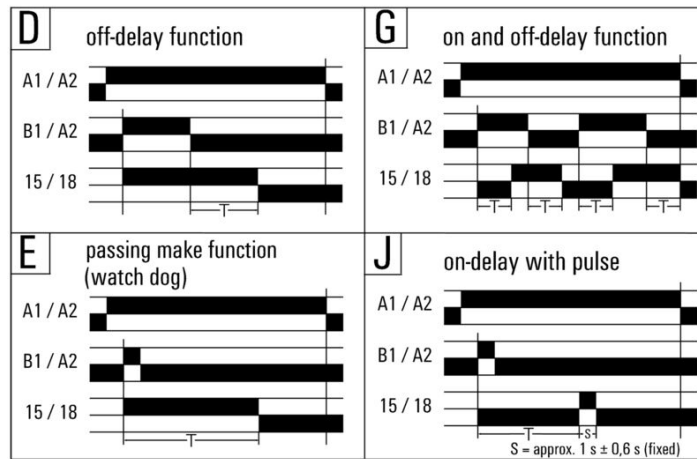 D
off-delay function
A1 / A2
B1 / A2
15 / 18
T
G
on and off-delay function
A1 / A2
B1 / A2
15 / 18
T T T T
E
passing make function
(watch dog)
A1 / A2
B1 / A2
15 / 18
T
J
on-delay with pulse
A1 / A2
B1 / A2
15 / 18
T s
S = approx. 1 s ± 0,6 s (fixed)